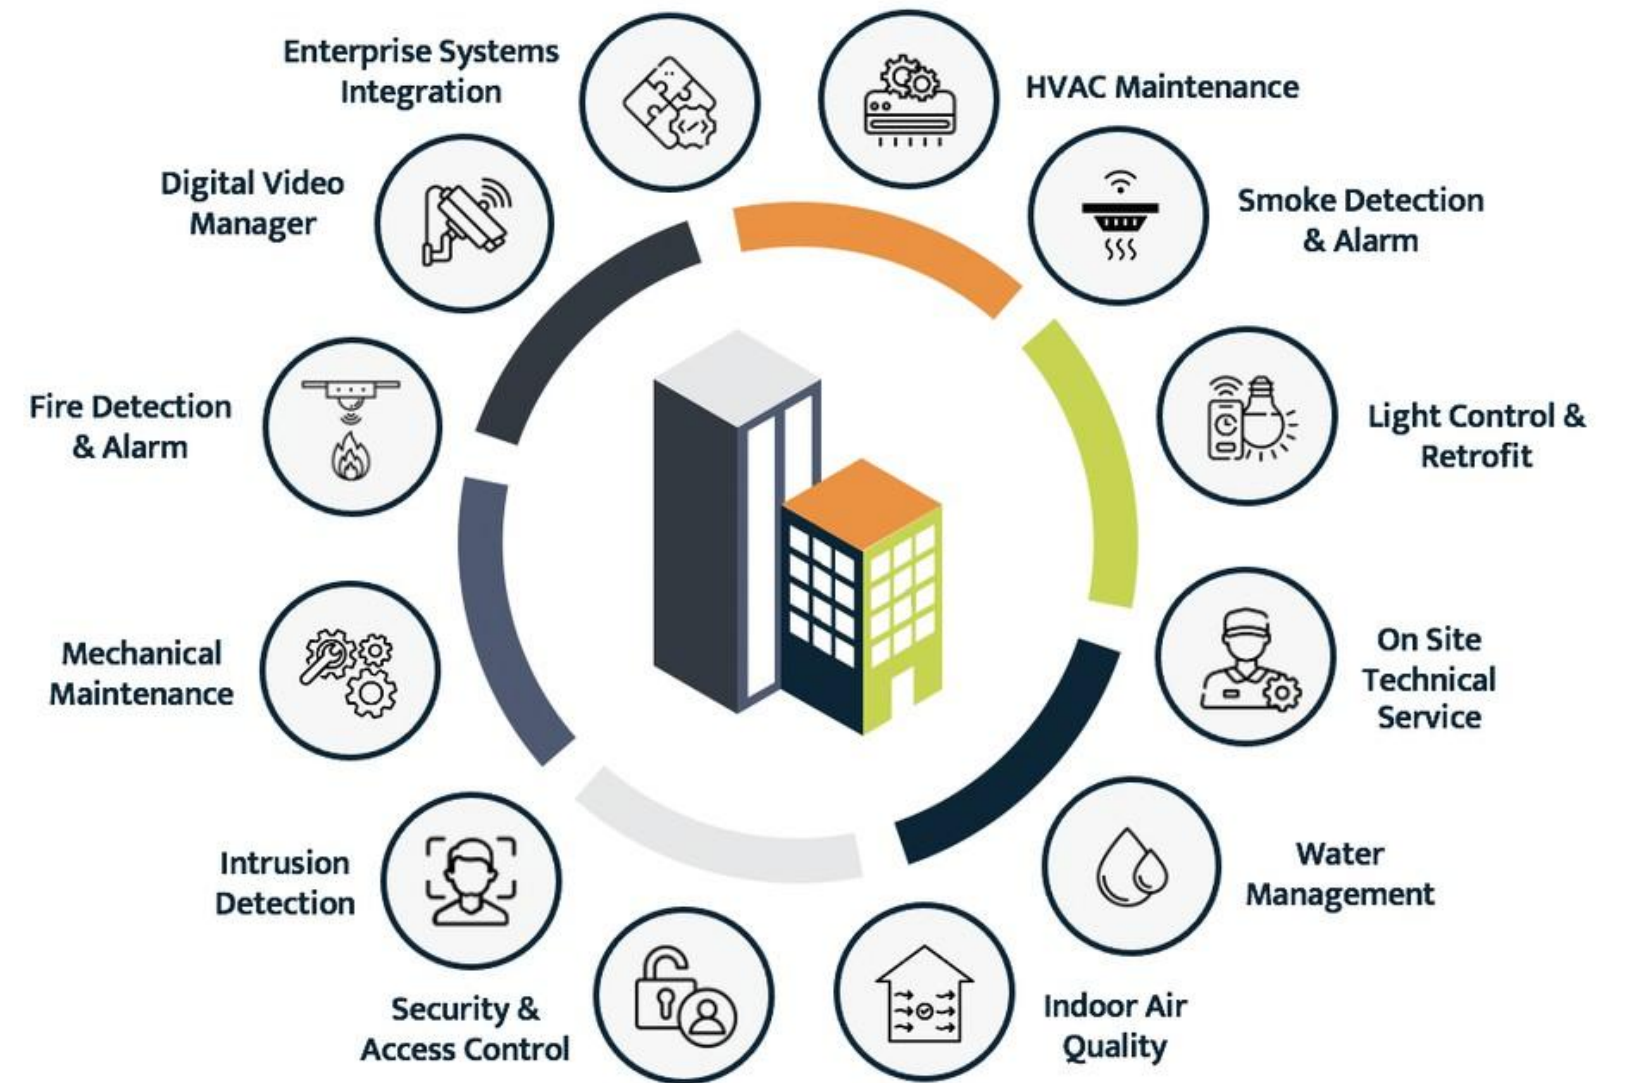 Enterprise Systems
Integration
HVAC Maintenance
Digital Video
Manager
Smoke Detection
& Alarm
Fire Detection
& Alarm
Light Control &
Retrofit
Mechanical
Maintenance
On Site
Technical
Service
Intrusion
Detection
Water
Management
Security &
Access Control
Indoor Air
Quality